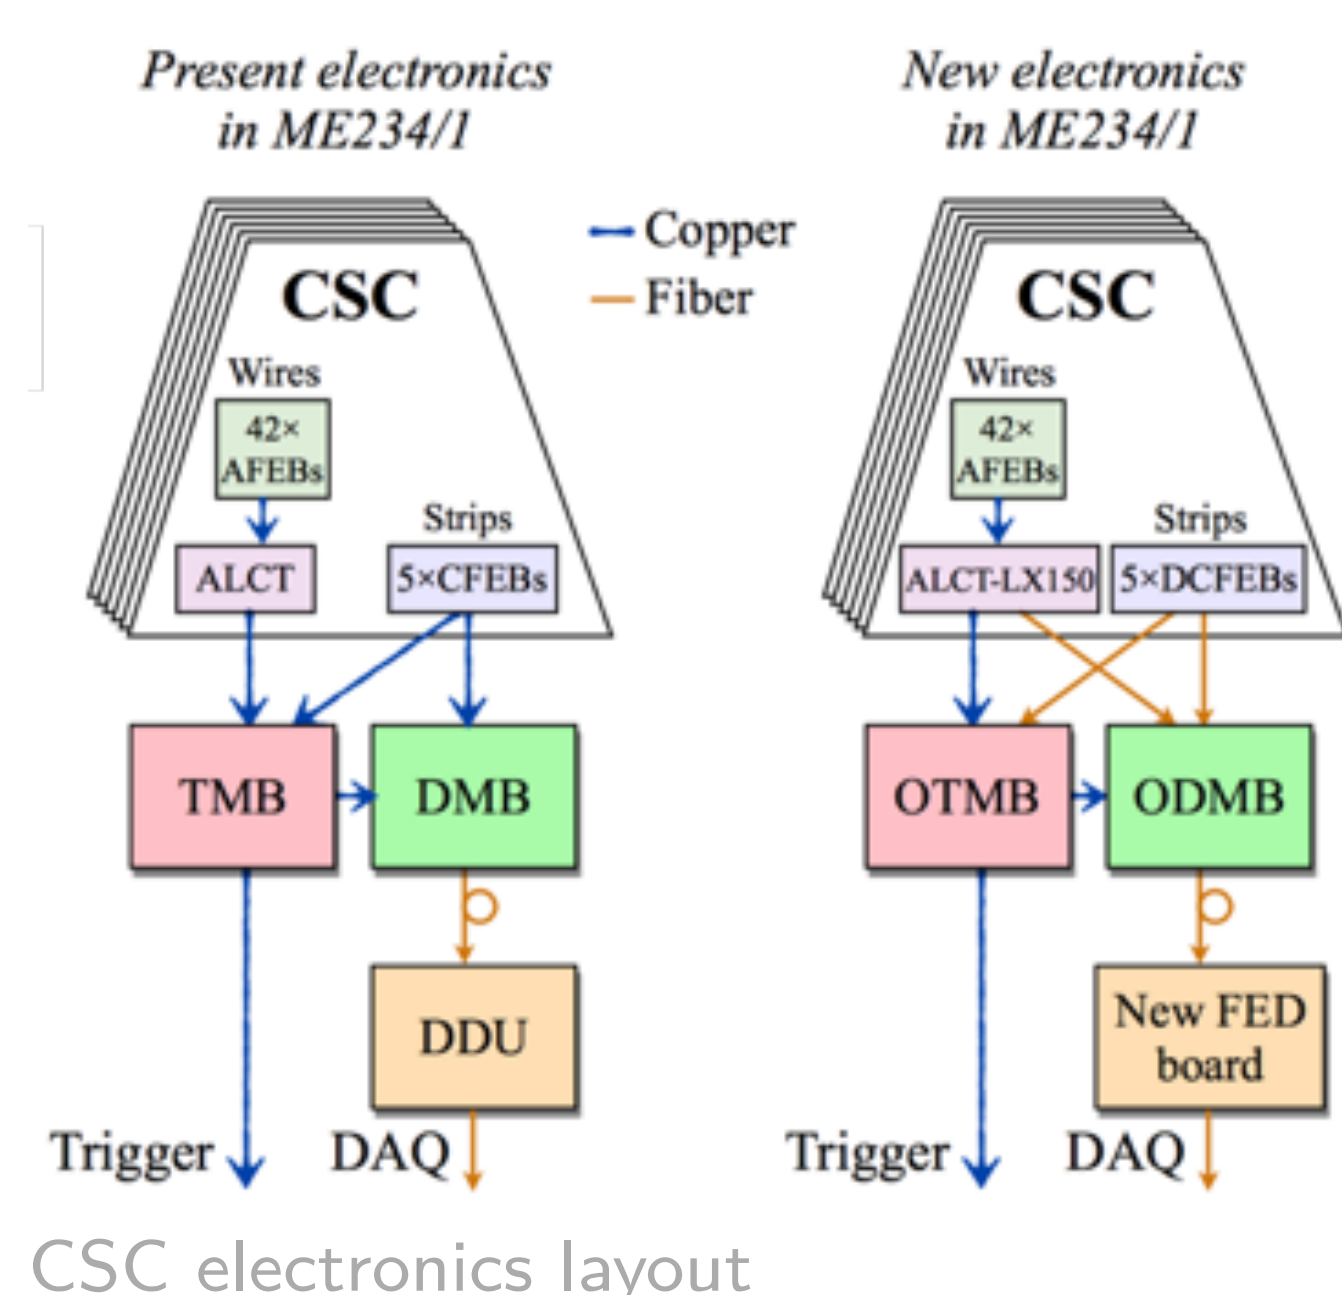 Present electronics
in ME234/1
CSC
Wires
42×
AFEBs
Strips
ALCT
5×CFEBs
TMB
DMB
DDU
Trigger
DAQ
Copper
Fiber
New electronics
in ME234/1
CSC
Wires
42×
AFEBs
Strips
ALCT-LX150
5×DCFEBs
OTMB
ODMB
New FED
board
Trigger
DAQ
CSC electronics layout